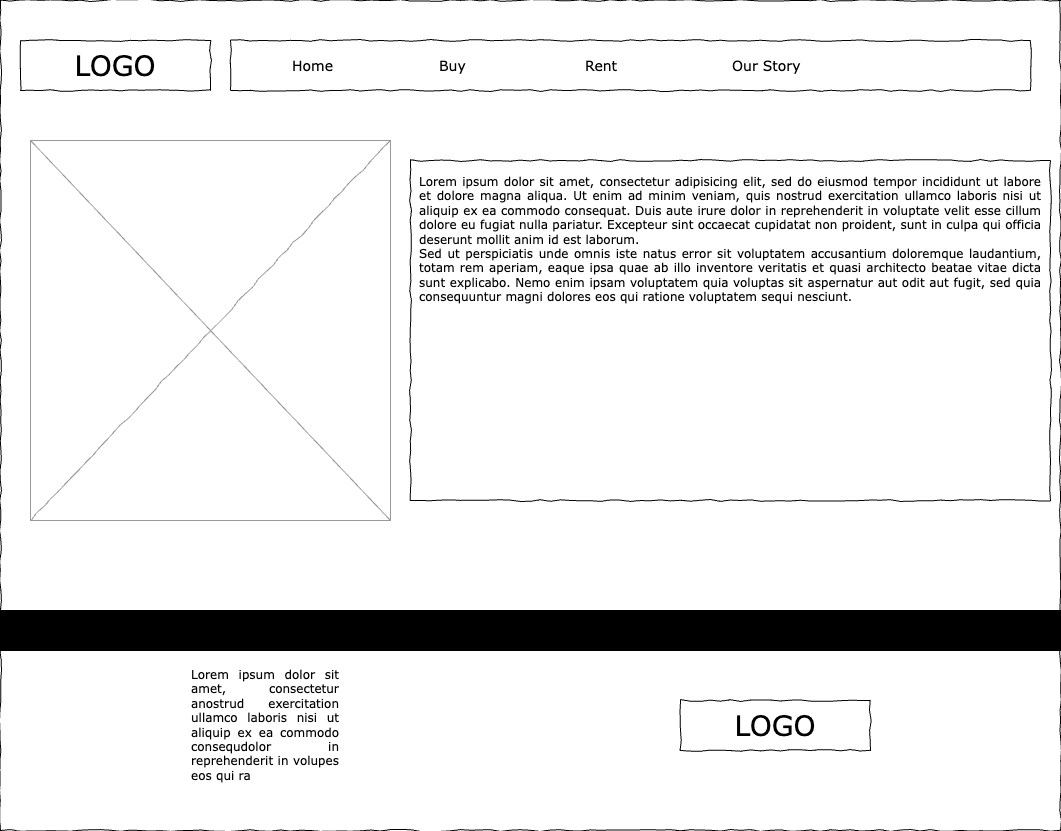 LOGO
Home Buy Rent Our Story
Lorem ipsum dolor sit amet, consectetur adipisicing elit, sed do eiusmod tempor incididunt ut labore
et dolore magna aliqua. Ut enim ad minim veniam, quis nostrud exercitation ullamco laboris nisi ut
aliquip ex ea commodo consequat. Duis aute irure dolor in reprehenderit in voluptate velit esse cillum
dolore eu fugiat nulla pariatur. Excepteur sint occaecat cupidatat non proident, sunt in culpa qui officia
deserunt mollit anim id est laborum.
Sed ut perspiciatis unde omnis iste natus error sit voluptatem accusantium doloremque laudantium,
totam rem aperiam, eaque ipsa quae ab illo inventore veritatis et quasi architecto beatae vitae dicta
sunt explicabo. Nemo enim ipsam voluptatem quia voluptas sit aspernatur aut odit aut fugit, sed quia
consequuntur magni dolores eos qui ratione voluptatem sequi nesciunt.
Lorem ipsum dolor sit
amet, consectetur
anostrud exercitation
ullamco laboris nisi ut
aliquip ex ea commodo
consequdolor in
reprehenderit in volupes
eos qui ra
LOGO